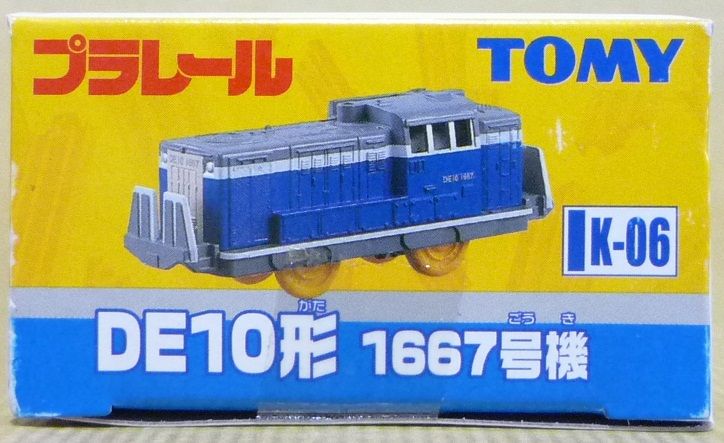 プラレール
TOMY
DE10 1667
K-06
がた ごうき
DE10形 1667号機